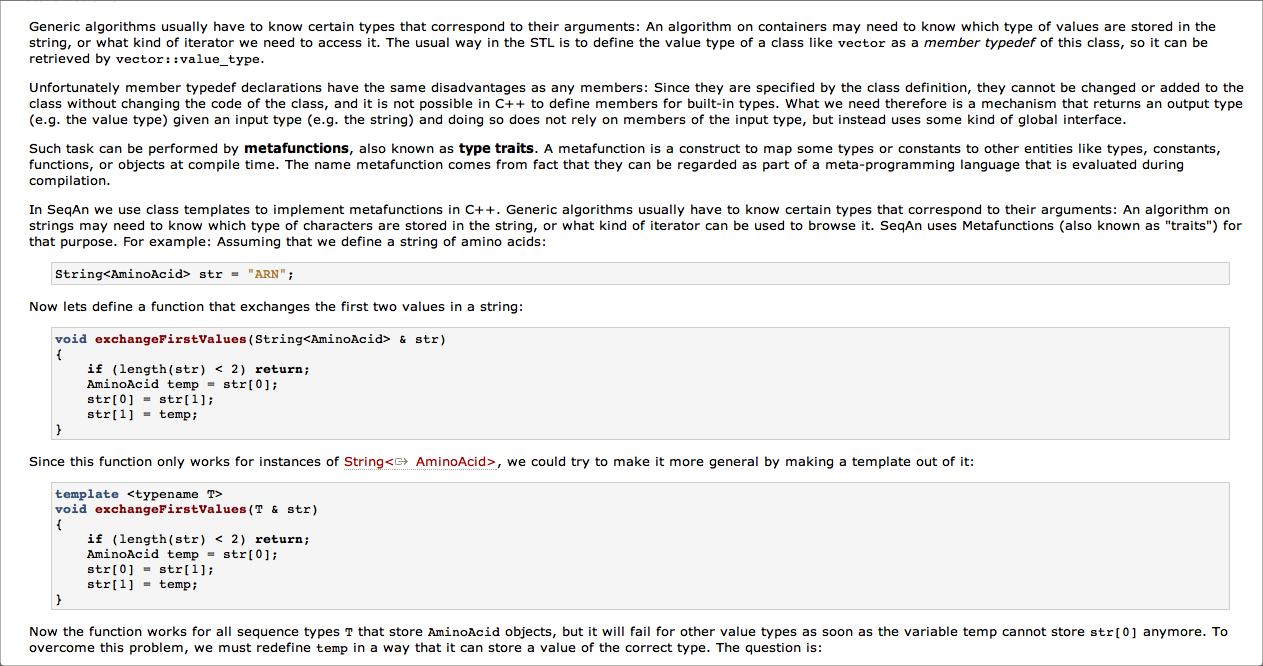 Generic algorithms usually have to know certain types that correspond to their arguments: An algorithm on containers may need to know which type of values are stored in the
string, or what kind of iterator we need to access it. The usual way in the STL is to define the value type of a class like vector as a member typedef of this class, so it can be
retrieved by vector::value_type.
Unfortunately member typedef declarations have the same disadvantages as any members: Since they are specified by the class definition, they cannot be changed or added to the
class without changing the code of the class, and it is not possible in C++ to define members for built-in types. What we need therefore is a mechanism that returns an output type
(e.g. the value type) given an input type (e.g. the string) and doing so does not rely on members of the input type, but instead uses some kind of global interface.
Such task can be performed by metafunctions, also known as type traits. A metafunction is a construct to map some types or constants to other entities like types, constants,
functions, or objects at compile time. The name metafunction comes from fact that they can be regarded as part of a meta-programming language that is evaluated during
compilation.
In SeqAn we use class templates to implement metafunctions in C++. Generic algorithms usually have to know certain types that correspond to their arguments: An algorithm on
strings may need to know which type of characters are stored in the string, or what kind of iterator can be used to browse it. SeqAn uses Metafunctions (also known as "traits") for
that purpose. For example: Assuming that we define a string of amino acids:
String<AminoAcid> str = "ARN";
Now lets define a function that exchanges the first two values in a string:
void exchangeFirstValues(String<AminoAcid> & str)
{
    if (length(str) < 2) return;
    AminoAcid temp = str[0];
    str[0] = str[1];
    str[1] = temp;
}
Since this function only works for instances of String< AminoAcid>, we could try to make it more general by making a template out of it:
template <typename T>
void exchangeFirstValues(T & str)
{
    if (length(str) < 2) return;
    AminoAcid temp = str[0];
    str[0] = str[1];
    str[1] = temp;
}
Now the function works for all sequence types T that store AminoAcid objects, but it will fail for other value types as soon as the variable temp cannot store str[0] anymore. To
overcome this problem, we must redefine temp in a way that it can store a value of the correct type. The question is: